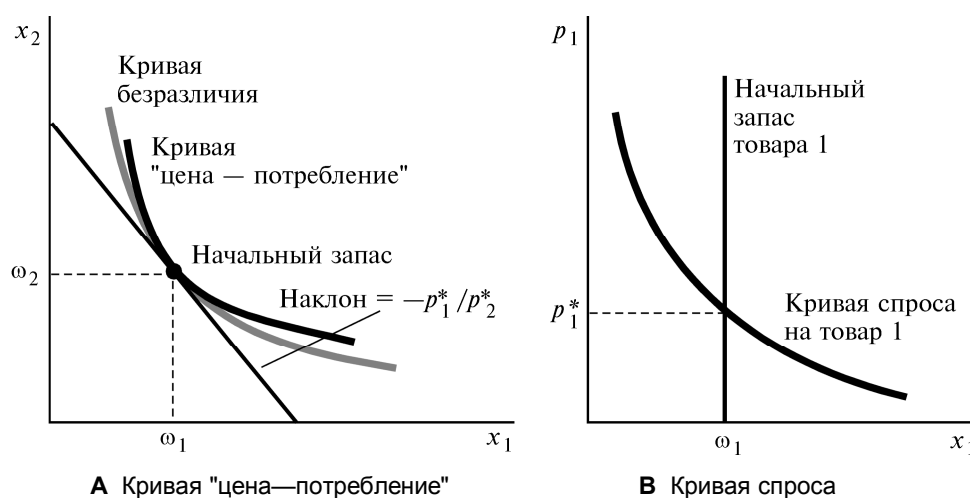 x₂
Кривая
безразличия
Кривая
"цена — потребление"
Начальный запас
ω₂
Наклон = −p*₁/p*₂
ω₁
x₁
А Кривая "цена—потребление"
p₁
Начальный
запас
товара 1
Кривая спроса
на товар 1
p*₁
ω₁
x₁
В Кривая спроса